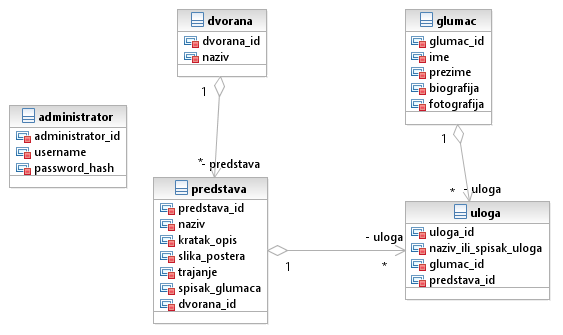 dvorana
dvorana_id
naziv
1
*
- predstava
glumac
glumac_id
ime
prezime
biografija
fotografija
1
*
- uloga
administrator
administrator_id
username
password_hash
predstava
predstava_id
naziv
kratak_opis
slika_postera
trajanje
spisak_glumaca
dvorana_id
1
- uloga
*
uloga
uloga_id
naziv_ili_spisak_uloga
glumac_id
predstava_id